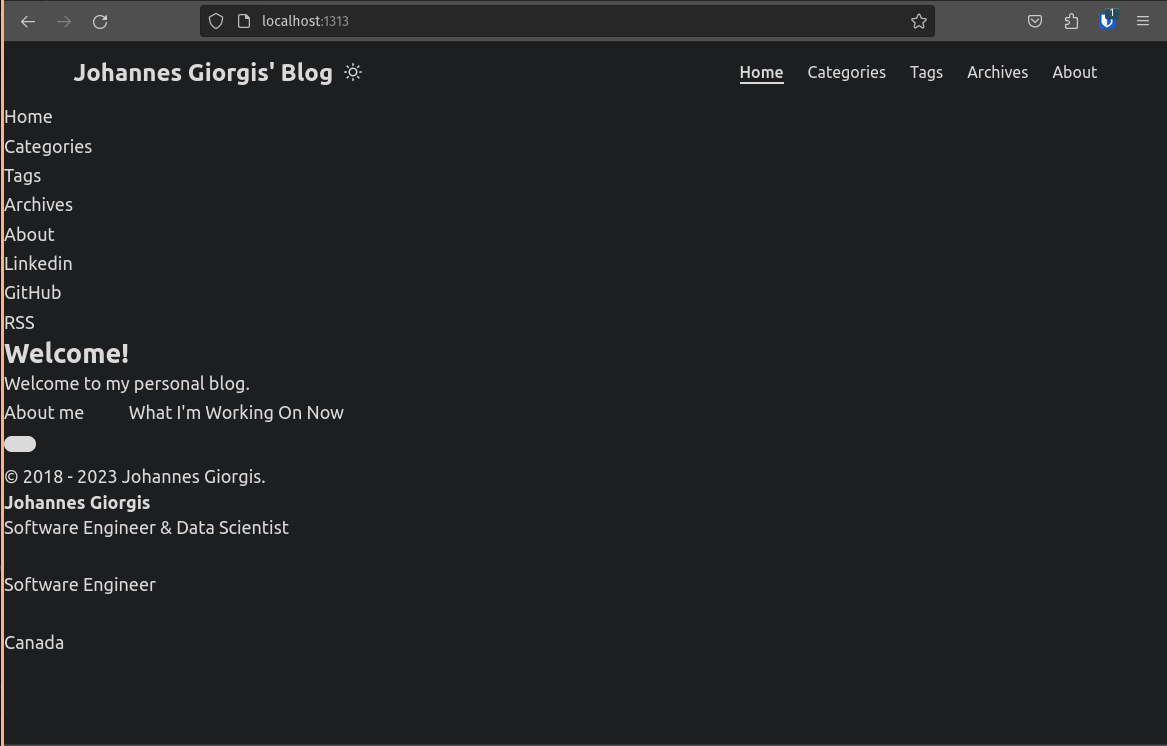 localhost:1313
1
Johannes Giorgis' Blog
Home Categories Tags Archives About
Home
Categories
Tags
Archives
About
Linkedin
GitHub
RSS
Welcome!
Welcome to my personal blog.
About me What I'm Working On Now
© 2018 - 2023 Johannes Giorgis.
Johannes Giorgis
Software Engineer & Data Scientist
Software Engineer
Canada